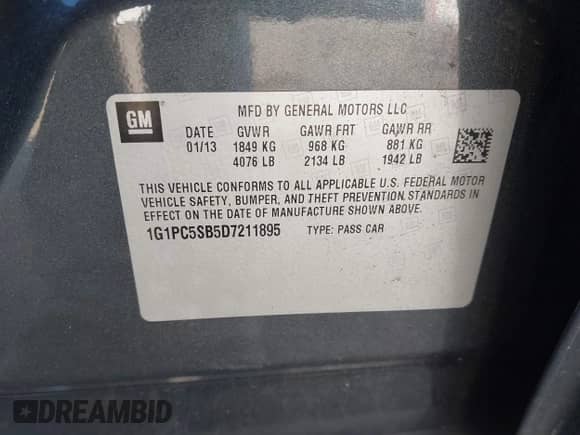 GM
MFD BY GENERAL MOTORS LLC
DATE GVWR GAWR FRT GAWR RR
01/13 1849 KG 968 KG 881 KG
4076 LB 2134 LB 1942 LB
THIS VEHICLE CONFORMS TO ALL APPLICABLE U.S. FEDERAL MOTOR
VEHICLE SAFETY, BUMPER, AND THEFT PREVENTION STANDARDS IN
EFFECT ON THE DATE OF MANUFACTURE SHOWN ABOVE.
1G1PC5SB5D7211895 TYPE: PASS CAR
DREAMBID